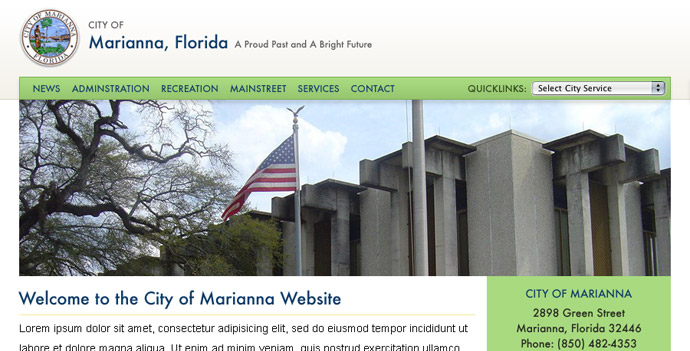 CITY OF MARIANNA
FLORIDA
CITY OF
Marianna, Florida A Proud Past and A Bright Future
NEWS ADMINSTRATION RECREATION MAINSTREET SERVICES CONTACT QUICKLINKS: Select City Service
Welcome to the City of Marianna Website
Lorem ipsum dolor sit amet, consectetur adipisicing elit, sed do eiusmod tempor incididunt ut
labore et dolore magna aliqua. Ut enim ad minim veniam, quis nostrud exercitation ullamco
CITY OF MARIANNA
2898 Green Street
Marianna, Florida 32446
Phone: (850) 482-4353